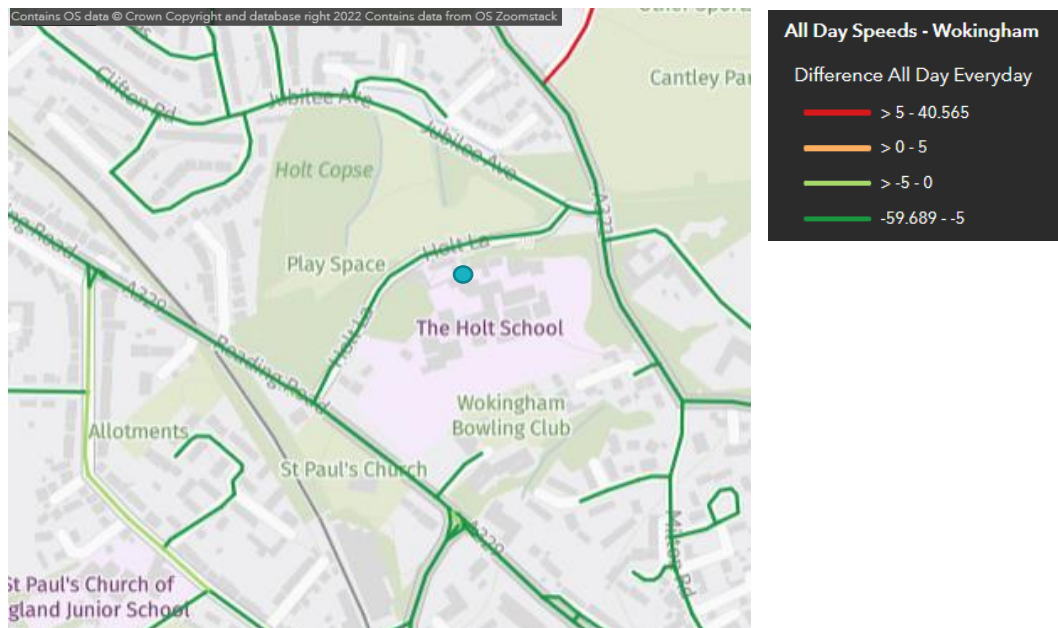 Contains OS data © Crown Copyright and database right 2022 Contains data from OS Zoomstack
Cantley Par
Clifton Rd
Jubilee Ave
Jubilee Ave
Holt Copse
A321
ing Road
Holt La
Play Space
A329
The Holt School
Holt La
Reading Road
Wokingham
Bowling Club
Allotments
St Paul's Church
A329
Milton Rd
St Paul's Church of
gland Junior School
All Day Speeds - Wokingham
Difference All Day Everyday
> 5 - 40.565
> 0 - 5
> -5 - 0
-59.689 - -5